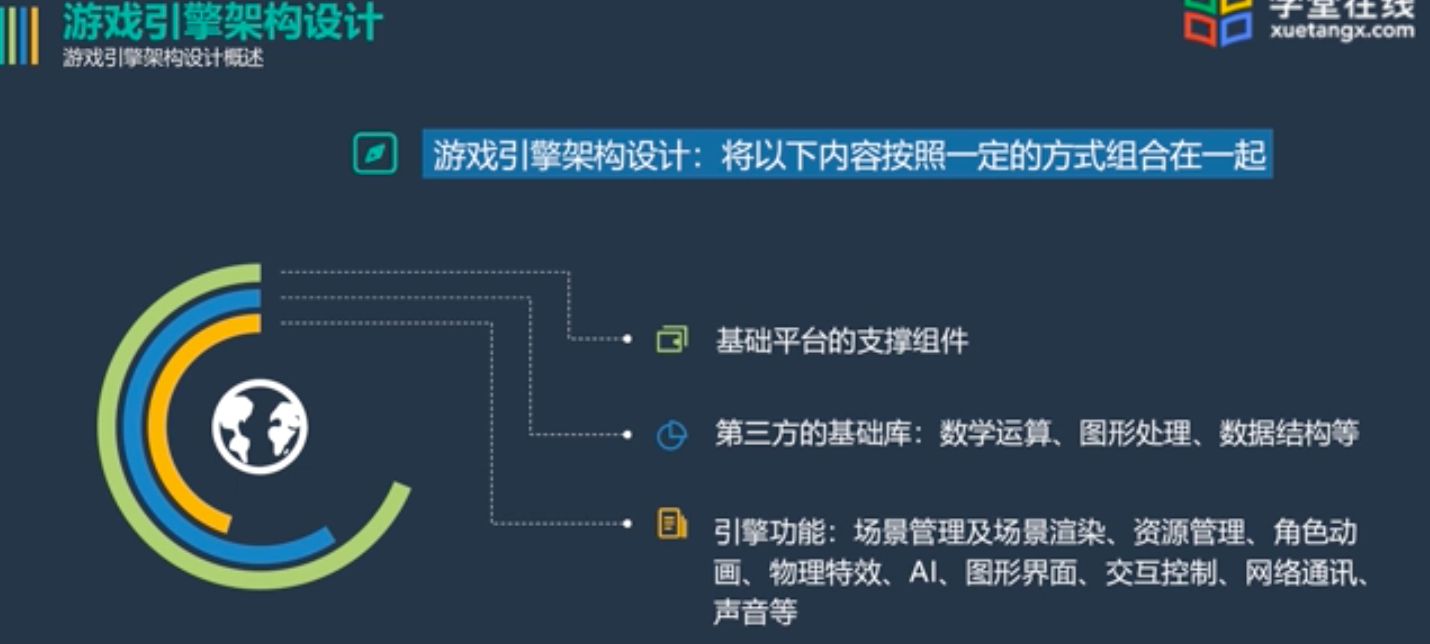 游戏引擎架构设计
游戏引擎架构设计概述
学堂在线
xuetangx.com
游戏引擎架构设计：将以下内容按照一定的方式组合在一起
基础平台的支撑组件
第三方的基础库：数学运算、图形处理、数据结构等
引擎功能：场景管理及场景渲染、资源管理、角色动
画、物理特效、AI、图形界面、交互控制、网络通讯、
声音等